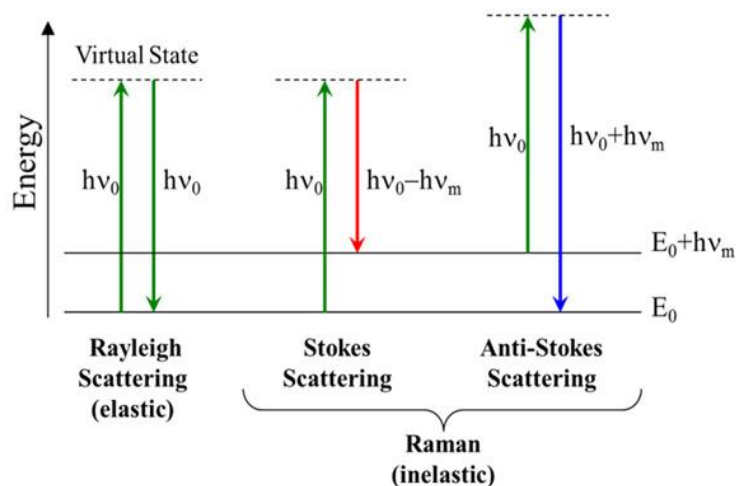 Energy
Virtual State
hν₀
hν₀
hν₀
hν₀–hνₘ
hν₀
hν₀+hνₘ
E₀+hνₘ
E₀
Rayleigh
Scattering
(elastic)
Stokes
Scattering
Anti-Stokes
Scattering
Raman
(inelastic)